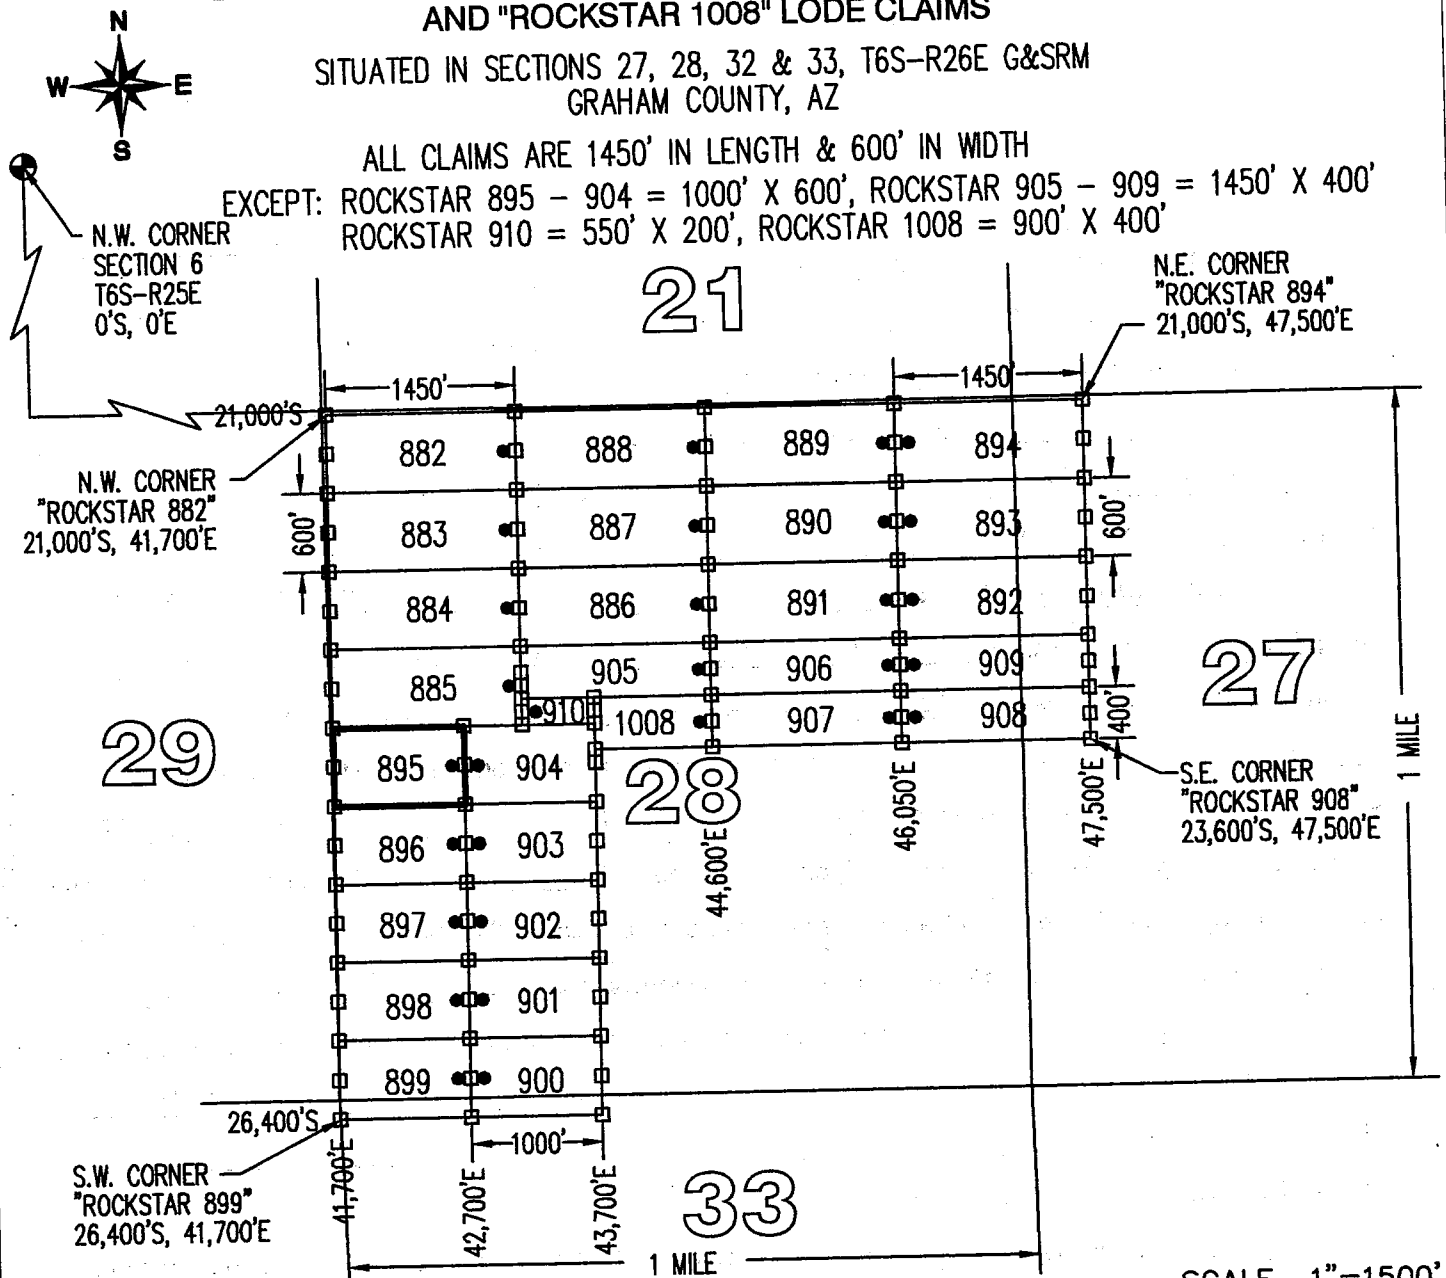 AND "ROCKSTAR 1008" LODE CLAIMS
N
W E
S
SITUATED IN SECTIONS 27, 28, 32 & 33, T6S-R26E G&SRM
GRAHAM COUNTY, AZ
ALL CLAIMS ARE 1450' IN LENGTH & 600' IN WIDTH
EXCEPT: ROCKSTAR 895 - 904 = 1000' X 600', ROCKSTAR 905 - 909 = 1450' X 400'
ROCKSTAR 910 = 550' X 200', ROCKSTAR 1008 = 900' X 400'
N.W. CORNER
SECTION 6
T6S-R25E
0'S, 0'E
21
N.E. CORNER
"ROCKSTAR 894"
21,000'S, 47,500'E
1450'
1450'
21,000'S
882
888
889
894
N.W. CORNER
"ROCKSTAR 882"
21,000'S, 41,700'E
600'
883
887
890
893
600'
884
886
891
892
885
905
906
909
910
1008
907
908
400'
27
29
28
1 MILE
895
904
44,600'E
46,050'E
47,500'E
S.E. CORNER
"ROCKSTAR 908"
23,600'S, 47,500'E
896
903
897
902
898
901
899
900
26,400'S
1000'
S.W. CORNER
"ROCKSTAR 899"
26,400'S, 41,700'E
41,700'E
42,700'E
43,700'E
33
1 MILE
SCALE 1"=1500'